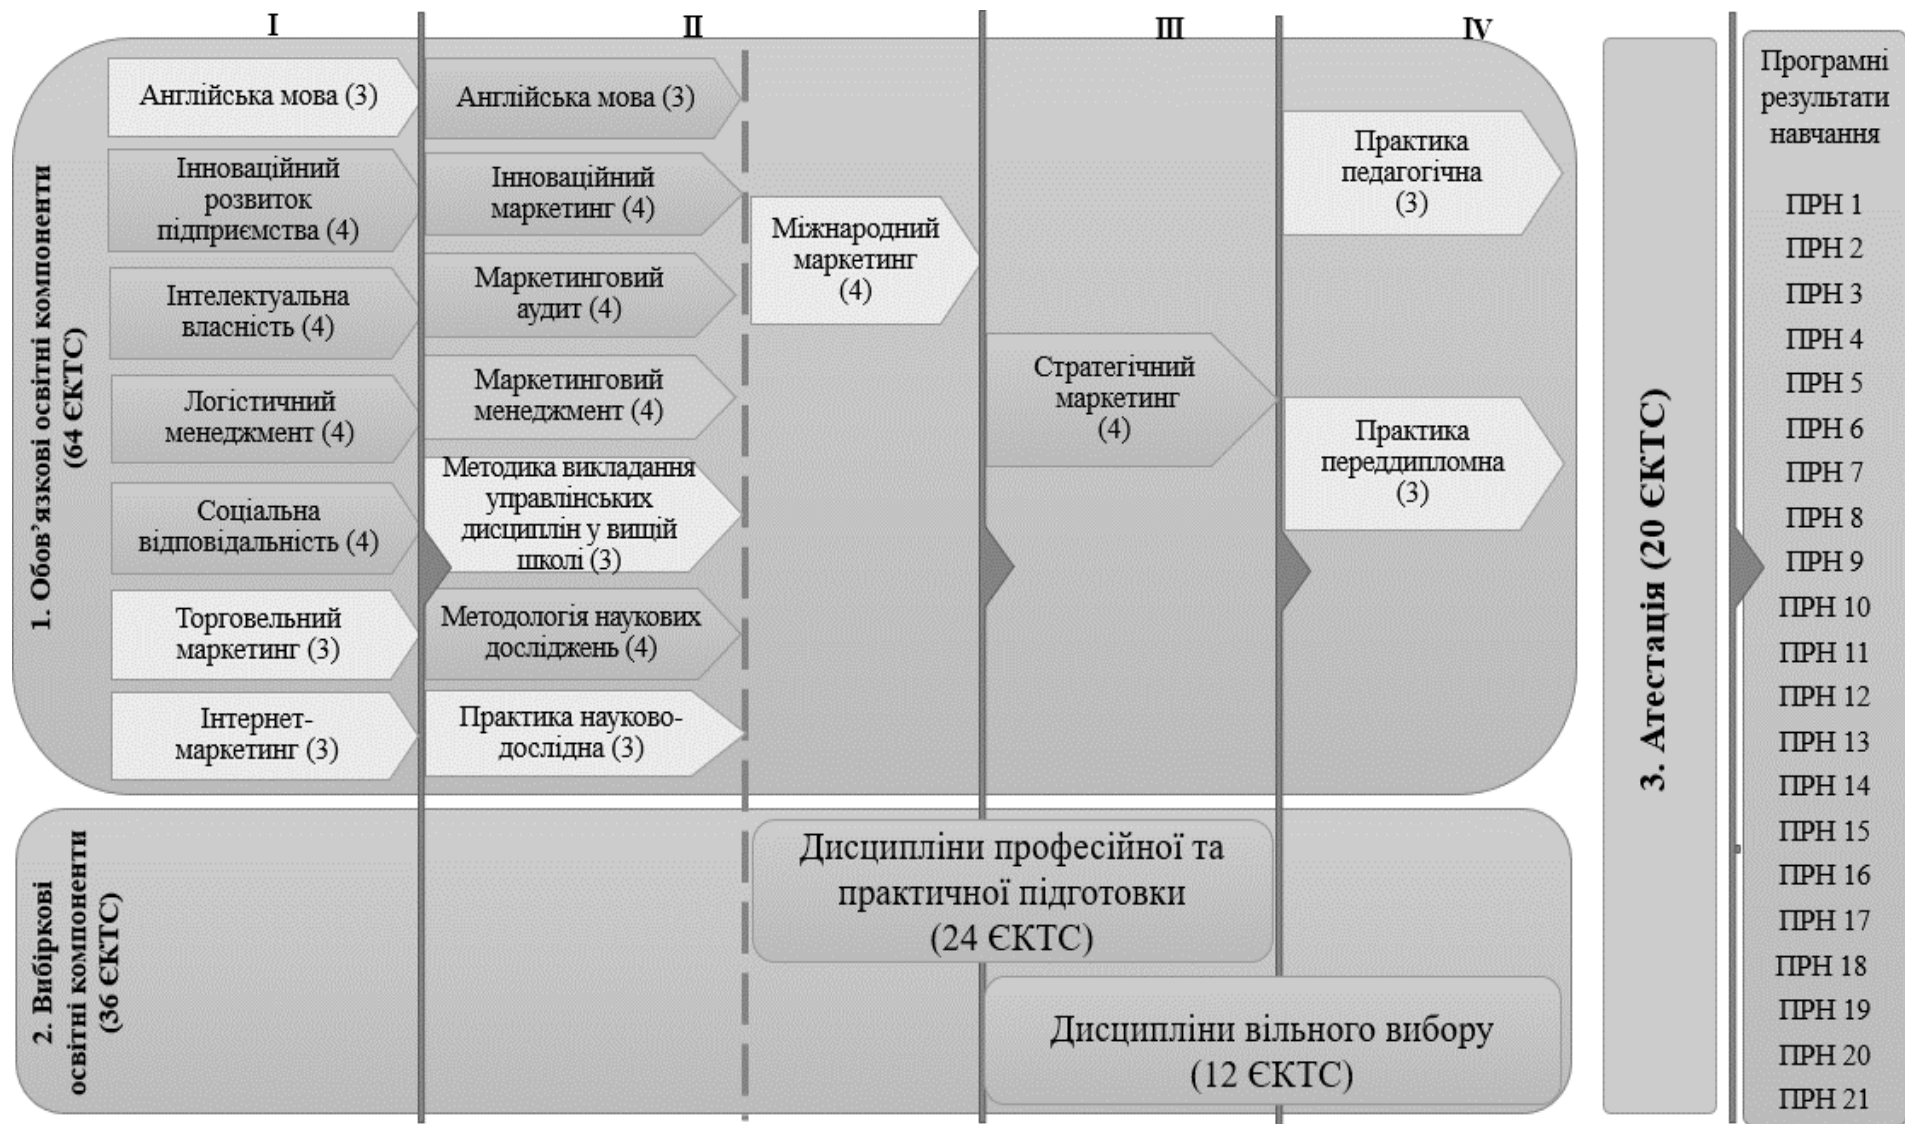 I
II
III
IV
1. Обов’язкові освітні компоненти
(64 ЄКТС)
Англійська мова (3)
Інноваційний
розвиток
підприємства (4)
Інтелектуальна
власність (4)
Логістичний
менеджмент (4)
Соціальна
відповідальність (4)
Торговельний
маркетинг (3)
Інтернет-
маркетинг (3)
Англійська мова (3)
Інноваційний
маркетинг (4)
Маркетинговий
аудит (4)
Маркетинговий
менеджмент (4)
Методика викладання
управлінських
дисциплін у вищій
школі (3)
Методологія наукових
досліджень (4)
Практика науково-
дослідна (3)
Міжнародний
маркетинг
(4)
Стратегічний
маркетинг
(4)
Практика
педагогічна
(3)
Практика
переддипломна
(3)
2. Вибіркові
освітні компоненти
(36 ЄКТС)
Дисципліни професійної та
практичної підготовки
(24 ЄКТС)
Дисципліни вільного вибору
(12 ЄКТС)
3. Атестація (20 ЄКТС)
Програмні
результати
навчання
ПРН 1
ПРН 2
ПРН 3
ПРН 4
ПРН 5
ПРН 6
ПРН 7
ПРН 8
ПРН 9
ПРН 10
ПРН 11
ПРН 12
ПРН 13
ПРН 14
ПРН 15
ПРН 16
ПРН 17
ПРН 18
ПРН 19
ПРН 20
ПРН 21